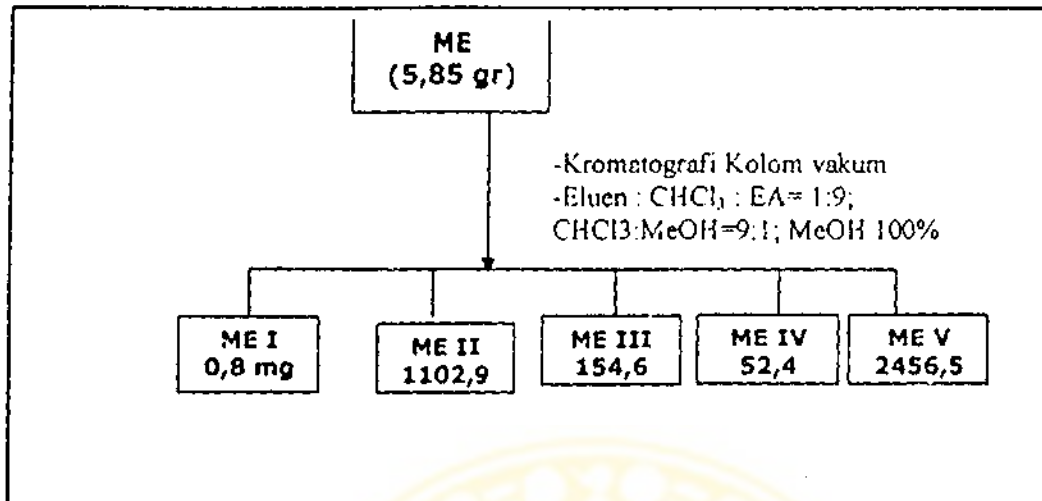 ME
(5,85 gr)
-Kromatografi Kolom vakum
-Eluen : CHCl₃ : EA= 1:9;
CHCl3:MeOH=9:1; MeOH 100%
ME I
0,8 mg
ME II
1102,9
ME III
154,6
ME IV
52,4
ME V
2456,5